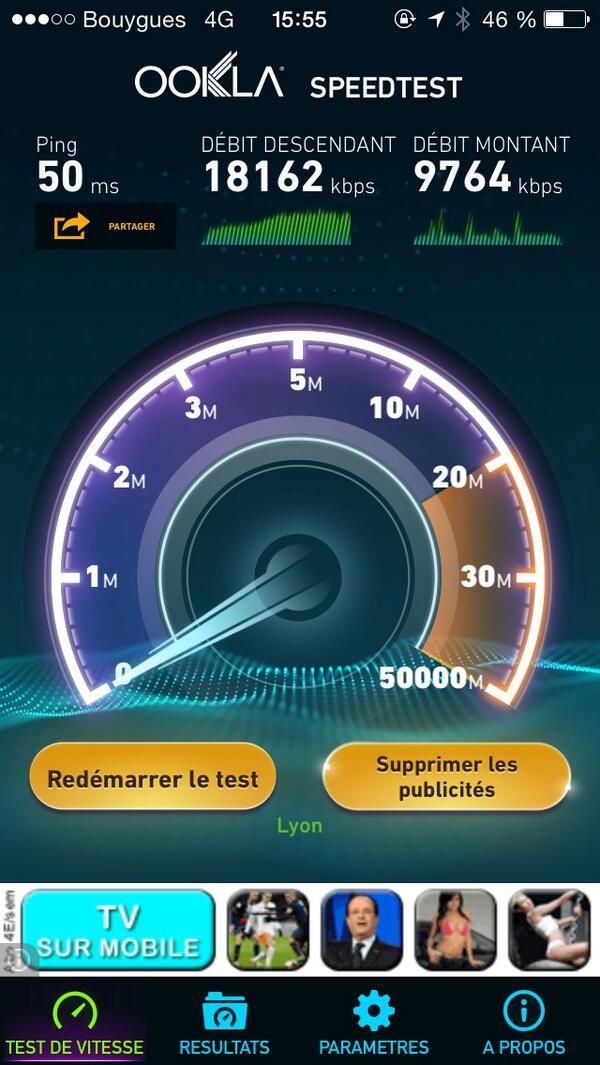 Bouygues 4G 15:55 46 %
OOKLA SPEEDTEST
Ping
50 ms
DÉBIT DESCENDANT
18162 kbps
DÉBIT MONTANT
9764 kbps
PARTAGER
5M
3M
10M
2M
20M
1M
30M
0
50000M
Redémarrer le test
Supprimer les
publicités
Lyon
4E/sem
TV
SUR MOBILE
TEST DE VITESSE
RESULTATS
PARAMETRES
A PROPOS